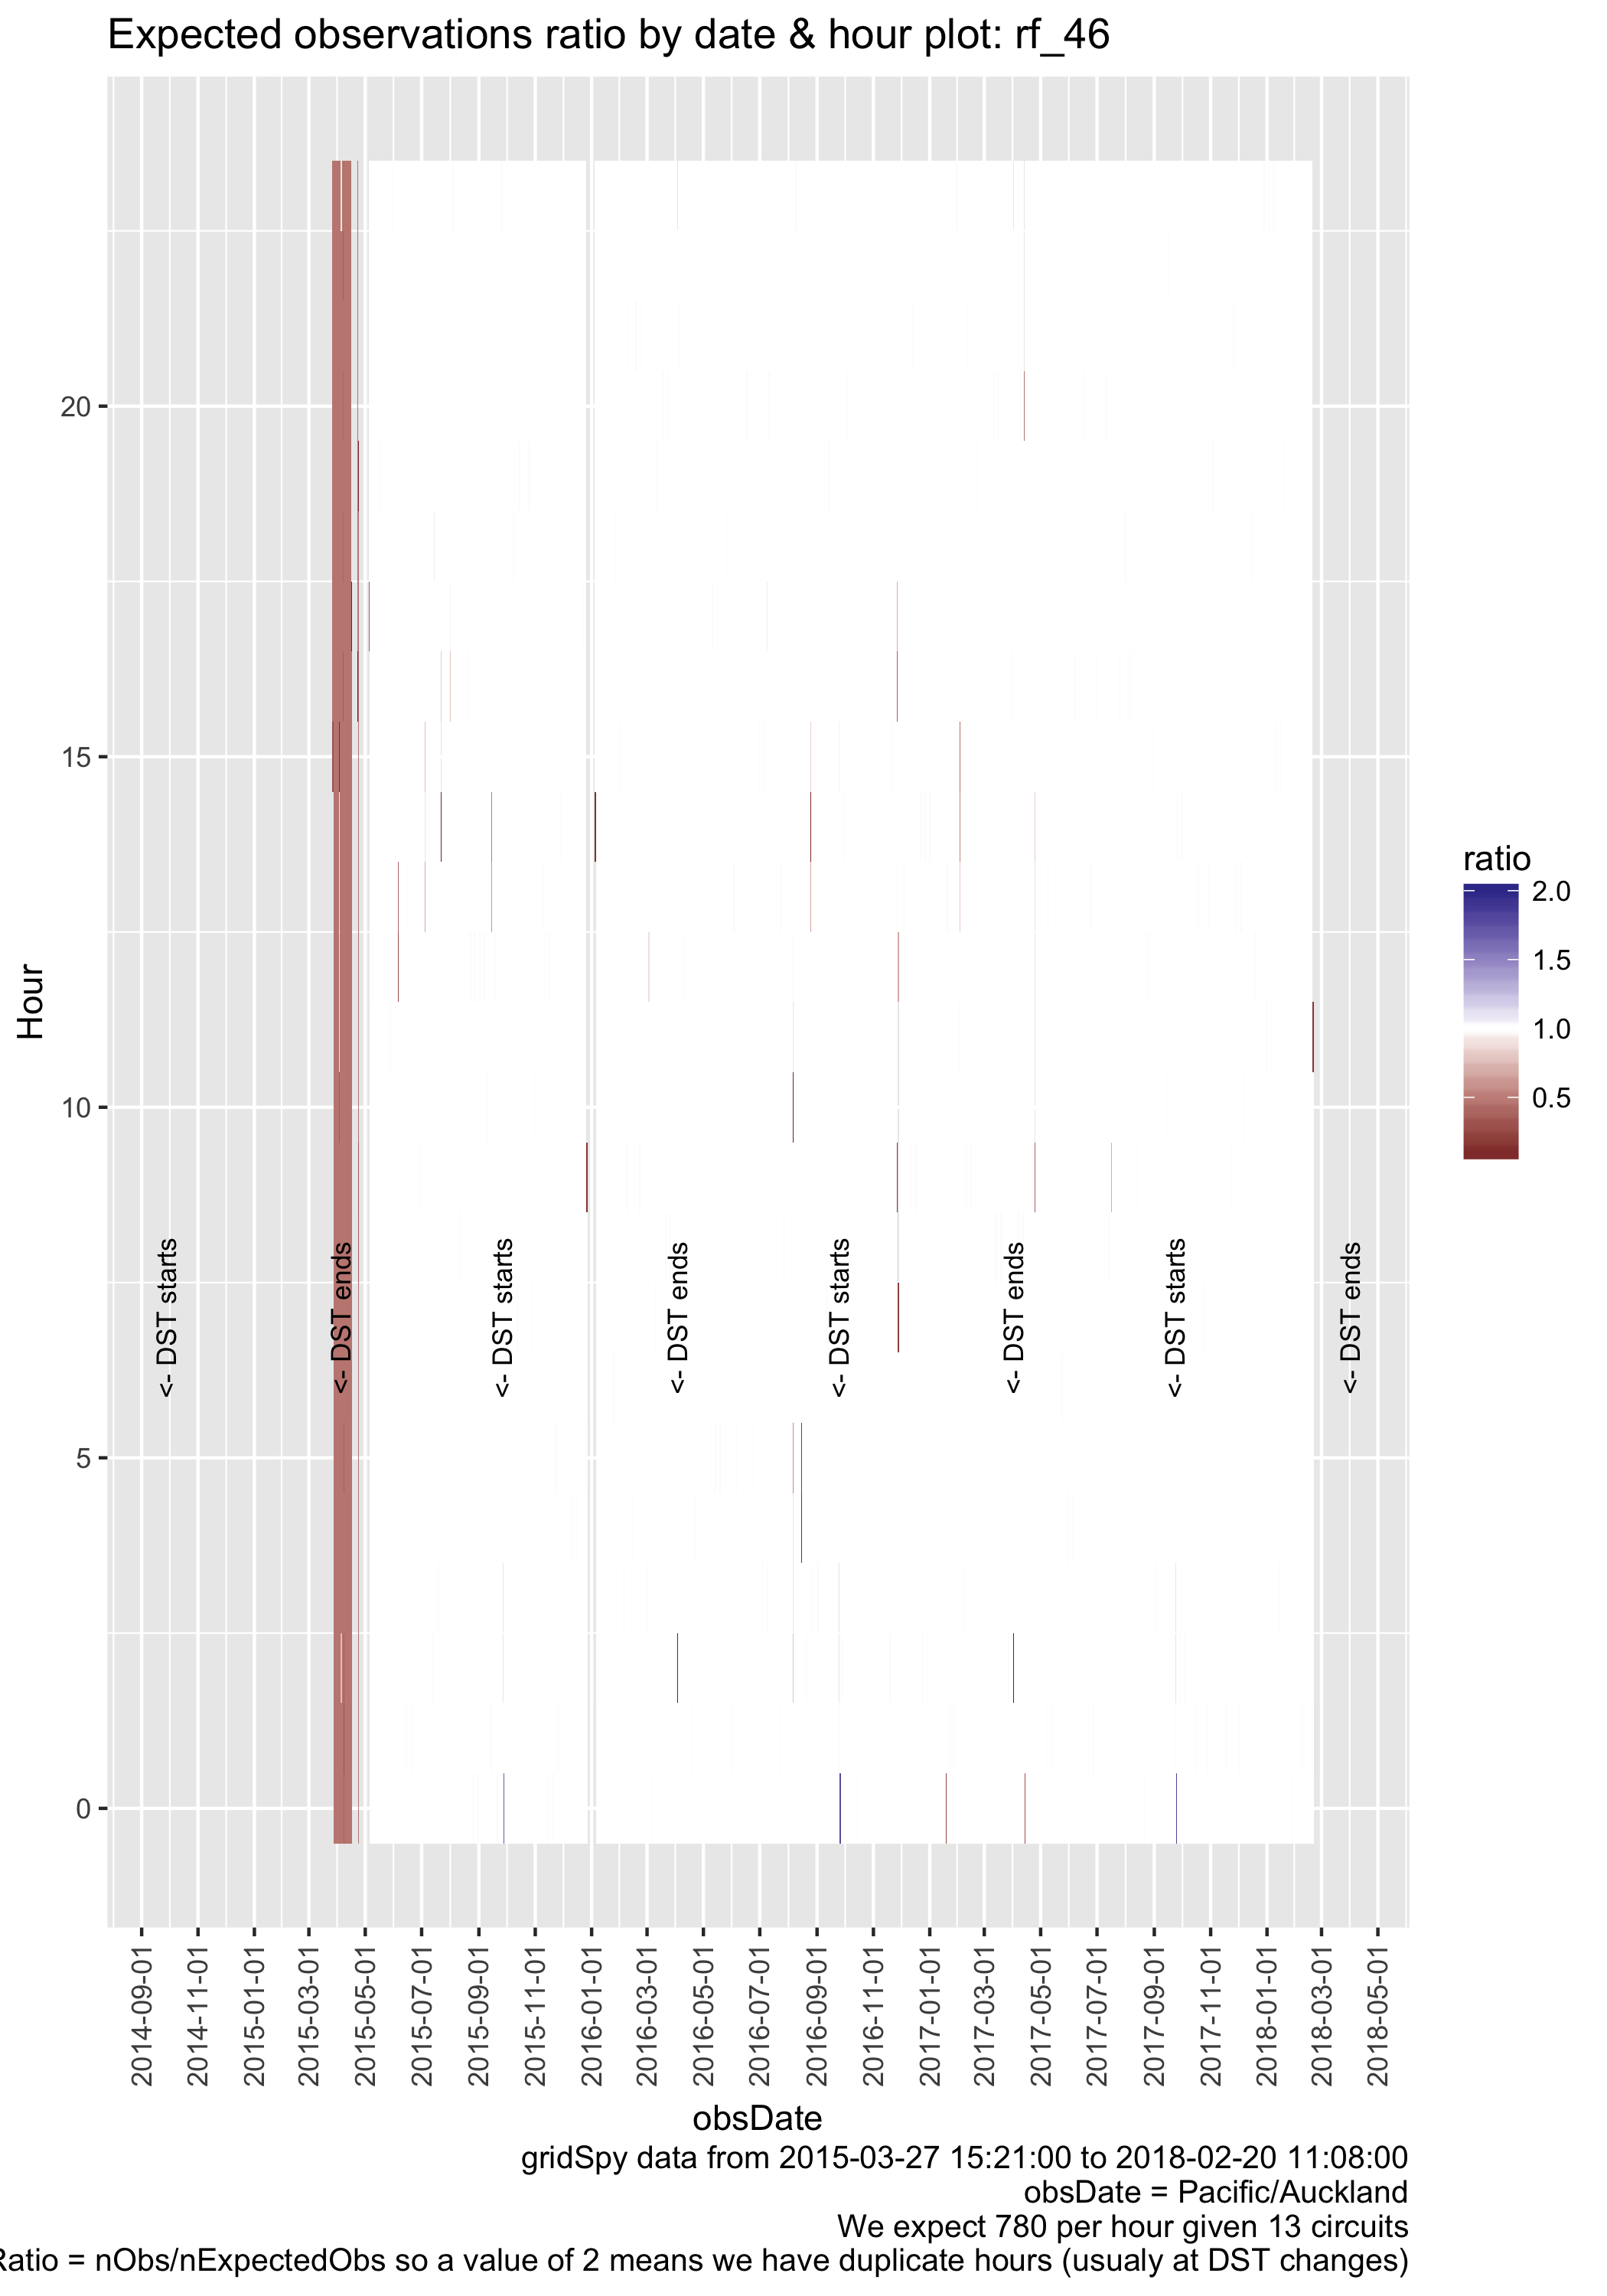 Expected observations ratio by date & hour plot: rf_46
Hour
20
15
10
5
0
<- DST starts
<- DST ends
<- DST starts
<- DST ends
<- DST starts
<- DST ends
<- DST starts
<- DST ends
ratio
2.0
1.5
1.0
0.5
2014-09-01
2014-11-01
2015-01-01
2015-03-01
2015-05-01
2015-07-01
2015-09-01
2015-11-01
2016-01-01
2016-03-01
2016-05-01
2016-07-01
2016-09-01
2016-11-01
2017-01-01
2017-03-01
2017-05-01
2017-07-01
2017-09-01
2017-11-01
2018-01-01
2018-03-01
2018-05-01
obsDate
gridSpy data from 2015-03-27 15:21:00 to 2018-02-20 11:08:00
obsDate = Pacific/Auckland
We expect 780 per hour given 13 circuits
Ratio = nObs/nExpectedObs so a value of 2 means we have duplicate hours (usualy at DST changes)